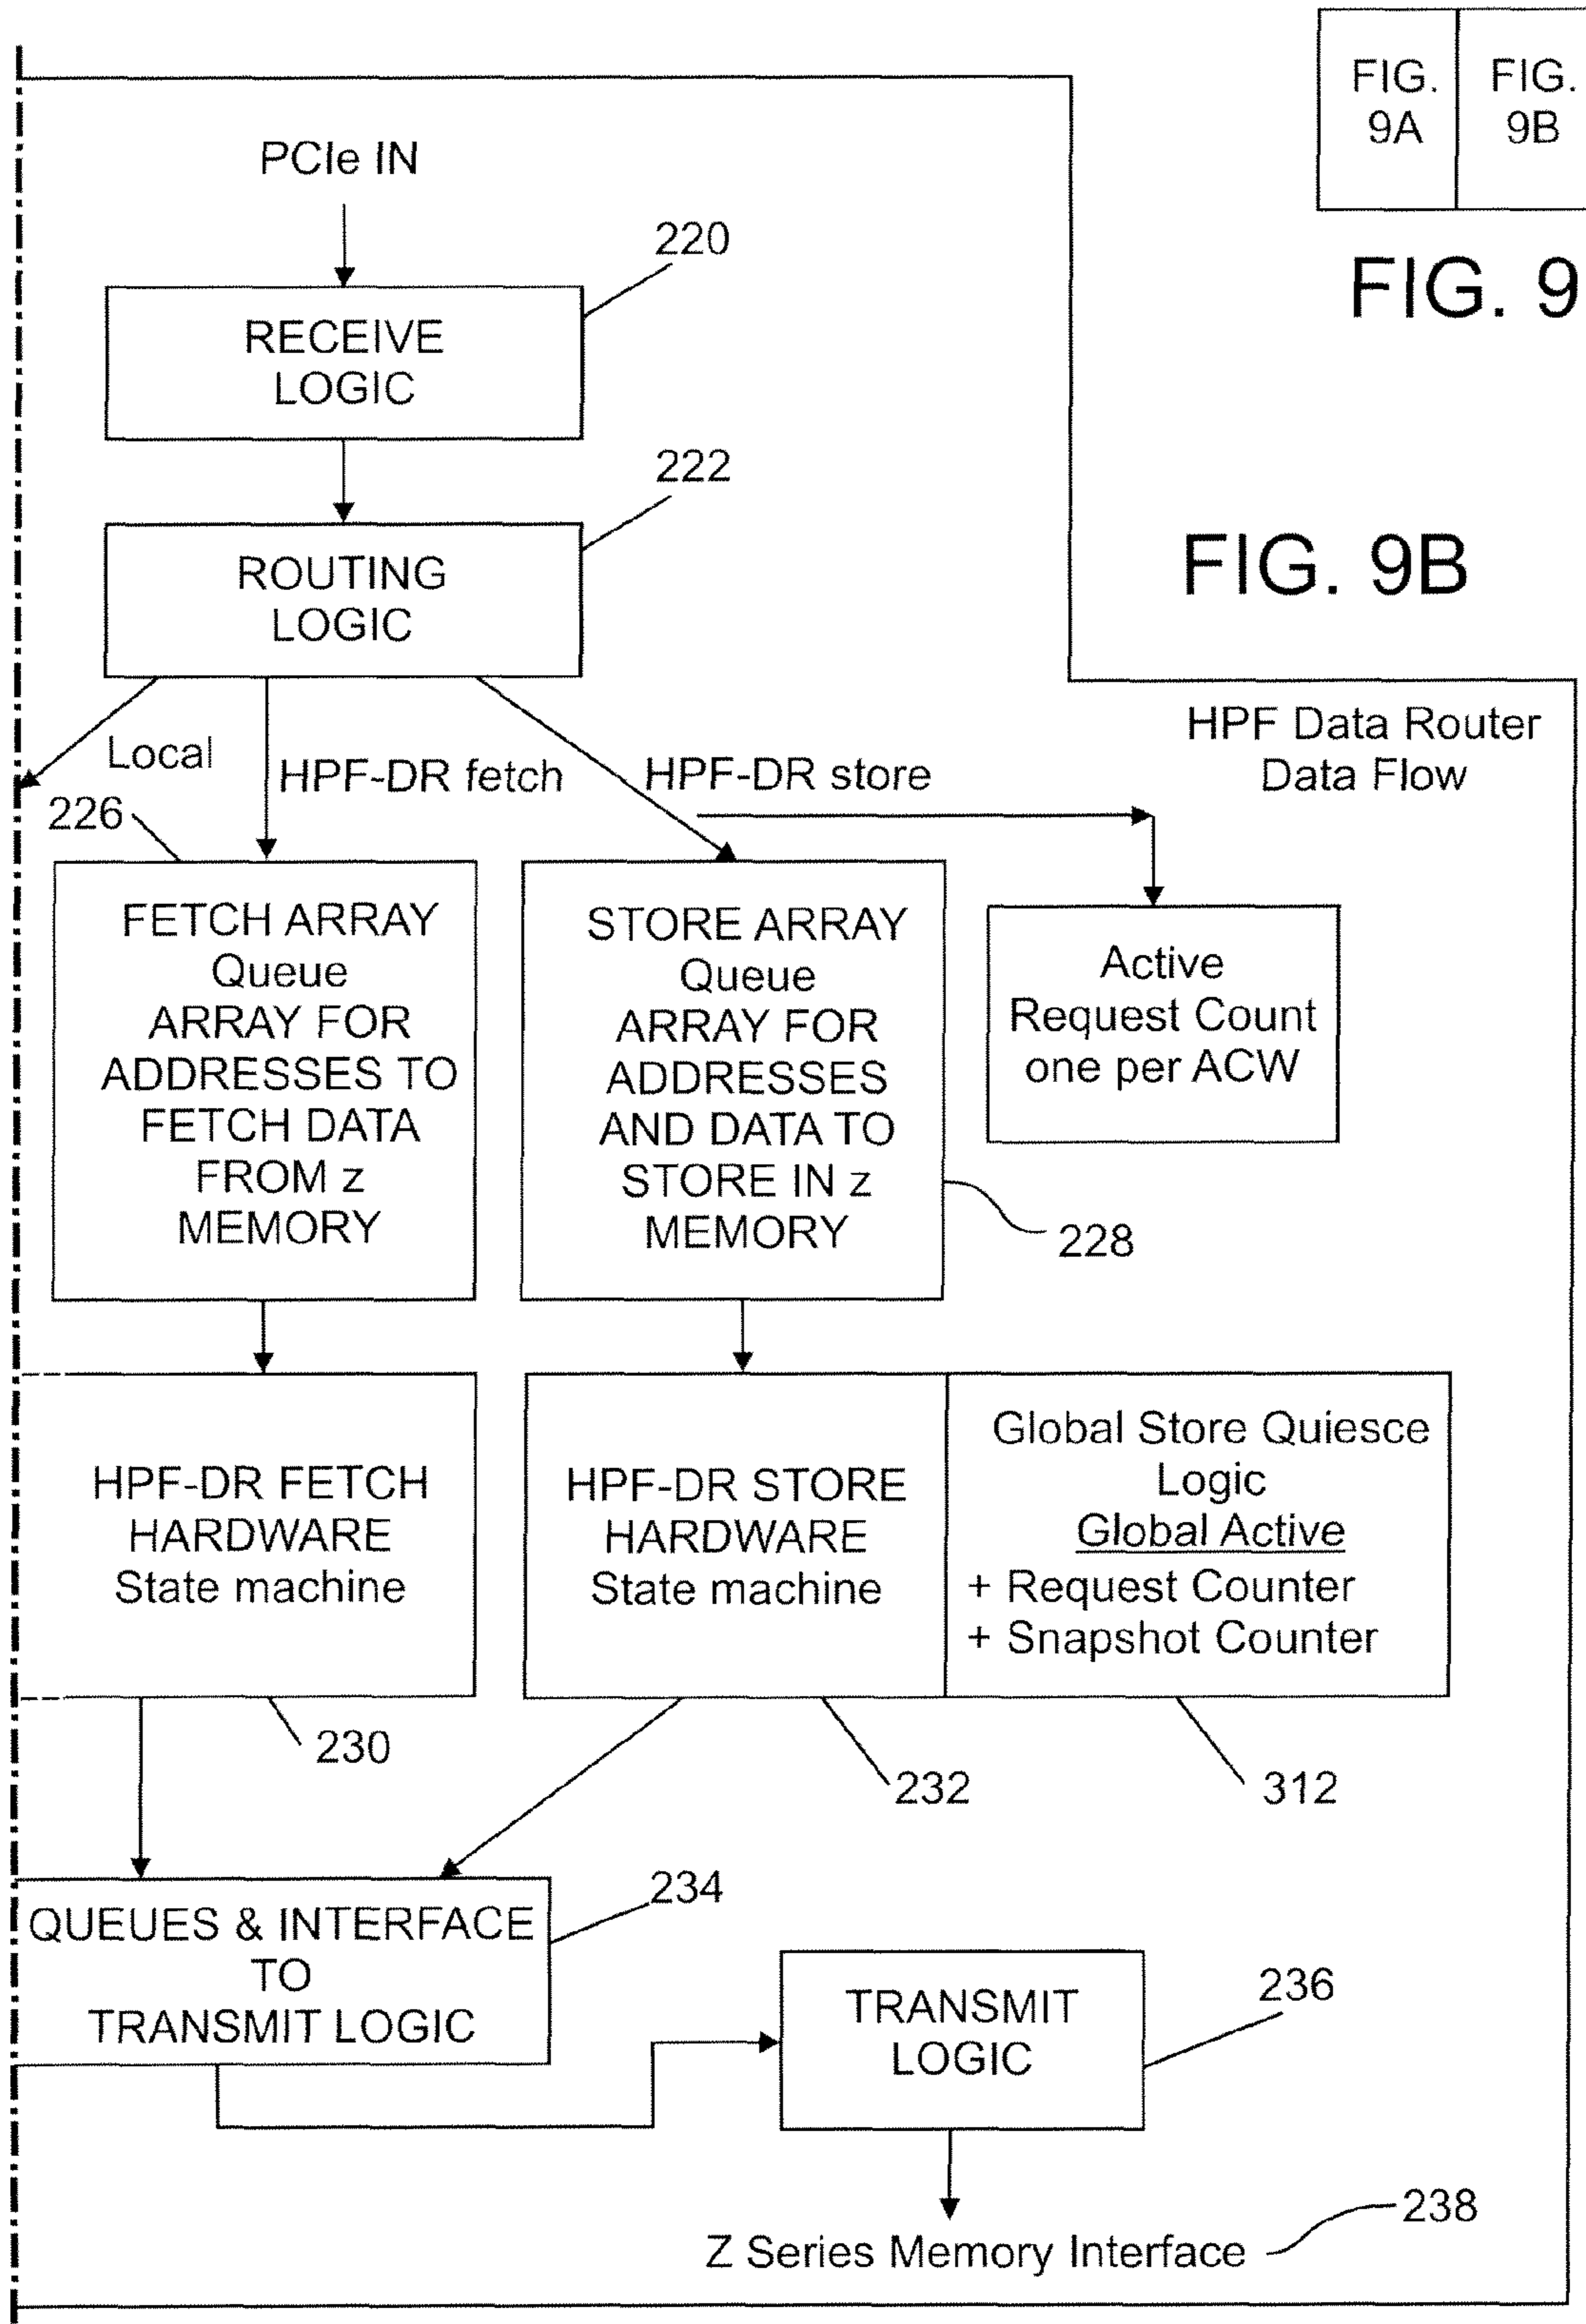 FIG.
9A
FIG.
9B
FIG. 9
PCIe IN
220
RECEIVE
LOGIC
222
ROUTING
LOGIC
FIG. 9B
HPF Data Router
Data Flow
Local
HPF-DR fetch
HPF-DR store
226
FETCH ARRAY
Queue
ARRAY FOR
ADDRESSES TO
FETCH DATA
FROM z
MEMORY
STORE ARRAY
Queue
ARRAY FOR
ADDRESSES
AND DATA TO
STORE IN z
MEMORY
228
Active
Request Count
one per ACW
HPF-DR FETCH
HARDWARE
State machine
230
HPF-DR STORE
HARDWARE
State machine
232
Global Store Quiesce
Logic
Global Active
+ Request Counter
+ Snapshot Counter
312
QUEUES & INTERFACE
TO
TRANSMIT LOGIC
234
TRANSMIT
LOGIC
236
Z Series Memory Interface
238